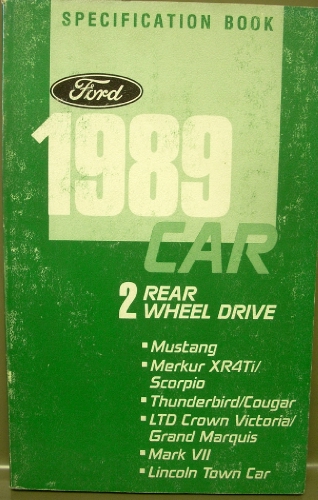 SPECIFICATION BOOK
Ford
1989
CAR
2 REAR
WHEEL DRIVE
▪ Mustang
▪ Merkur XR4Ti/
Scorpio
▪ Thunderbird/Cougar
▪ LTD Crown Victoria/
Grand Marquis
▪ Mark VII
▪ Lincoln Town Car